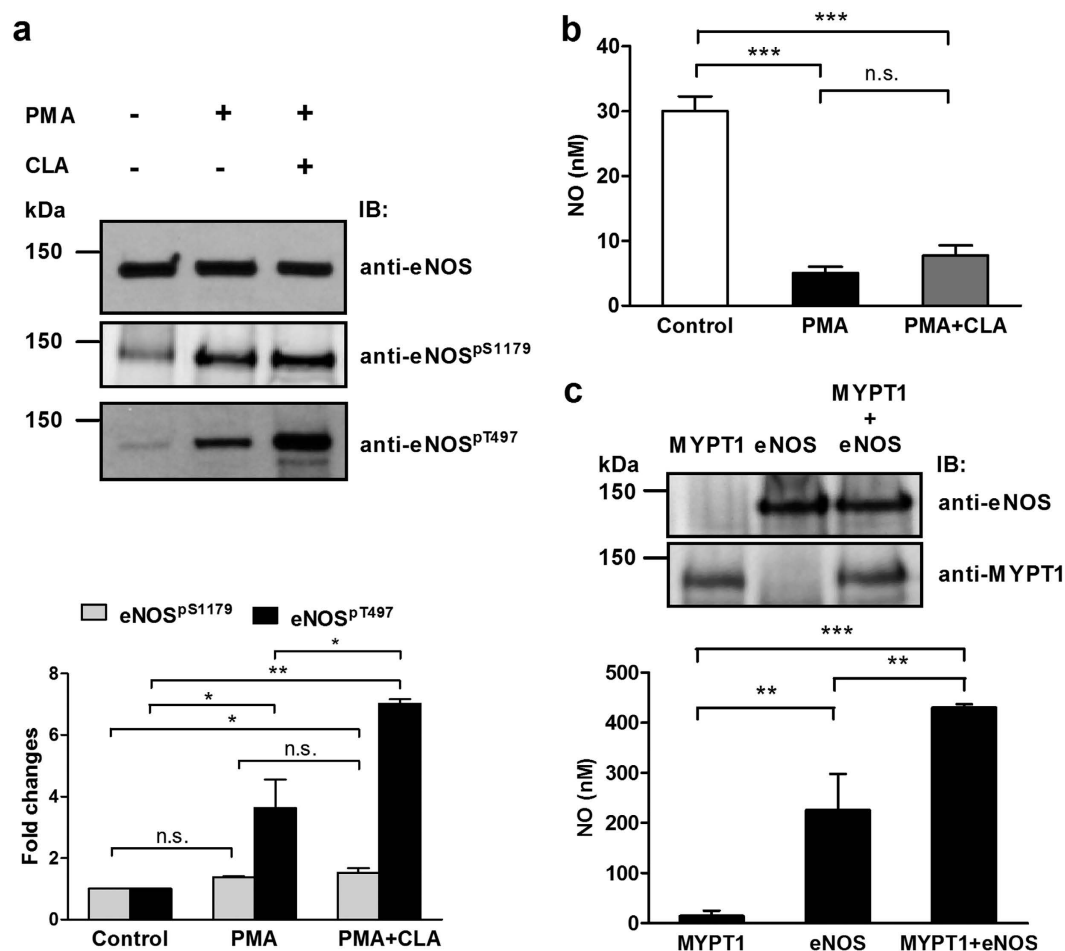 a
PMA - + +
CLA - - +
kDa IB:
150 anti-eNOS
150 anti-eNOSpS1179
150 anti-eNOSpT497
eNOSpS1179 eNOSpT497
*
**
*
*
n.s.
n.s.
Fold changes
8
6
4
2
0
Control PMA PMA+CLA
b
***
***
n.s.
NO (nM)
40
30
20
10
0
Control PMA PMA+CLA
c
MYPT1
+
MYPT1 eNOS eNOS
kDa IB:
150 anti-eNOS
150 anti-MYPT1
***
**
**
NO (nM)
500
400
300
200
100
0
MYPT1 eNOS MYPT1+eNOS